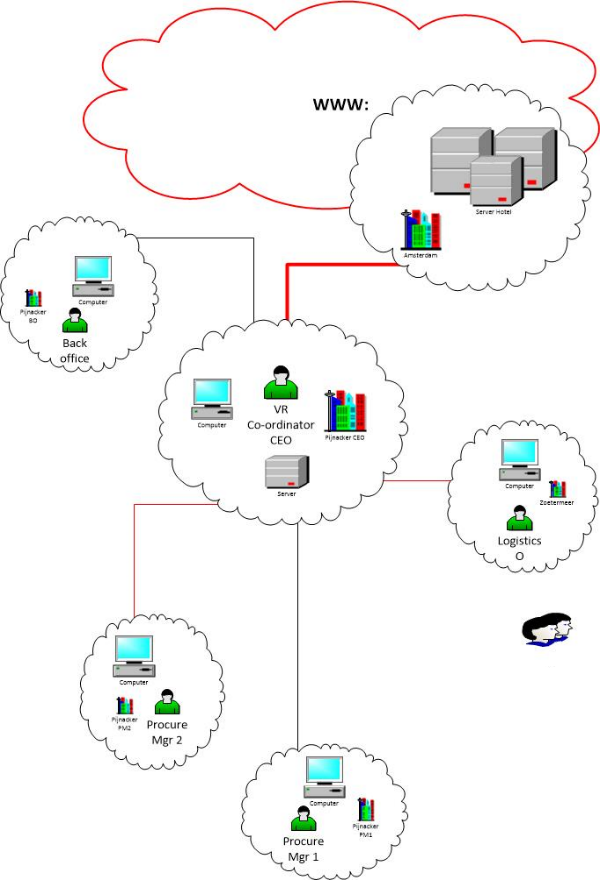 WWW:
Server Hotel
Amsterdam
Computer
Pijnacker
BO
Back
office
Computer
VR
Co-ordinator
CEO
Pijnacker CEO
Server
Computer
Zoetermeer
Logistics
O
Computer
Pijnacker
PM2
Procure
Mgr 2
Computer
Procure
Mgr 1
Pijnacker
PM1